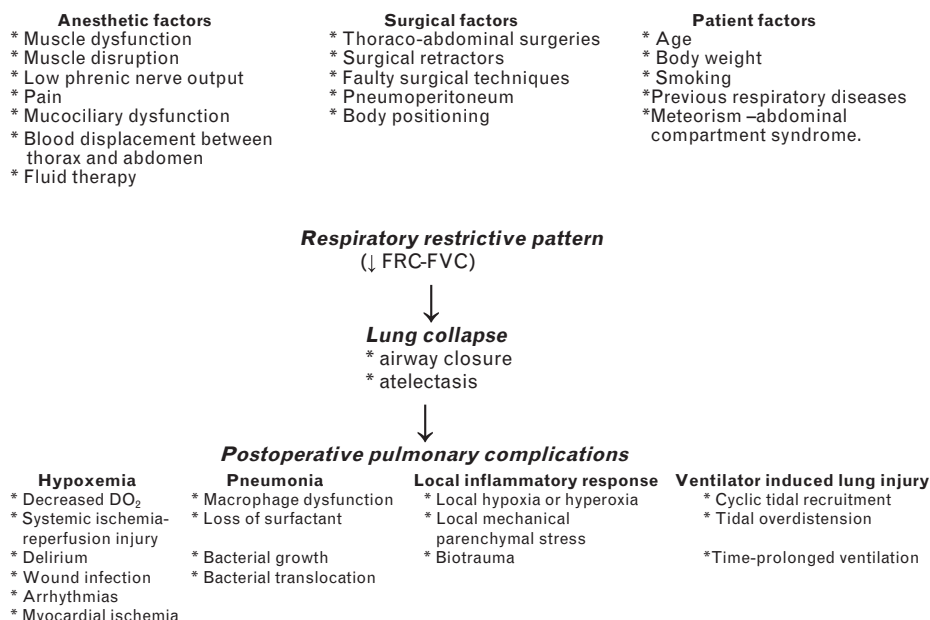 Anesthetic factors
* Muscle dysfunction
* Muscle disruption
* Low phrenic nerve output
* Pain
* Mucociliary dysfunction
* Blood displacement between
thorax and abdomen
* Fluid therapy
Surgical factors
* Thoraco-abdominal surgeries
* Surgical retractors
* Faulty surgical techniques
* Pneumoperitoneum
* Body positioning
Patient factors
* Age
* Body weight
* Smoking
*Previous respiratory diseases
*Meteorism –abdominal
compartment syndrome.
Respiratory restrictive pattern
(↓ FRC-FVC)
Lung collapse
* airway closure
* atelectasis
Postoperative pulmonary complications
Hypoxemia
* Decreased DO₂
* Systemic ischemia-
reperfusion injury
* Delirium
* Wound infection
* Arrhythmias
* Myocardial ischemia
Pneumonia
* Macrophage dysfunction
* Loss of surfactant
* Bacterial growth
* Bacterial translocation
Local inflammatory response
* Local hypoxia or hyperoxia
* Local mechanical
parenchymal stress
* Biotrauma
Ventilator induced lung injury
* Cyclic tidal recruitment
* Tidal overdistension
*Time-prolonged ventilation